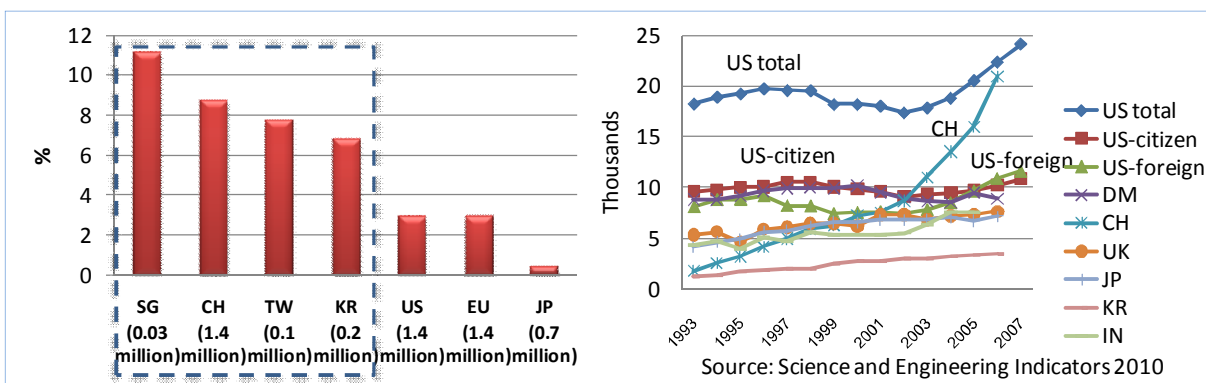 12
10
8
6
4
2
0
%
SG CH TW KR US EU JP
(0.03 (1.4 (0.1 (0.2 (1.4 (1.4 (0.7
million) million) million) million) million) million) million)
25
20
15
10
5
0
Thousands
US total
CH
US-citizen
US-foreign
1993 1995 1997 1999 2001 2003 2005 2007
US total
US-citizen
US-foreign
DM
CH
UK
JP
KR
IN
Source: Science and Engineering Indicators 2010